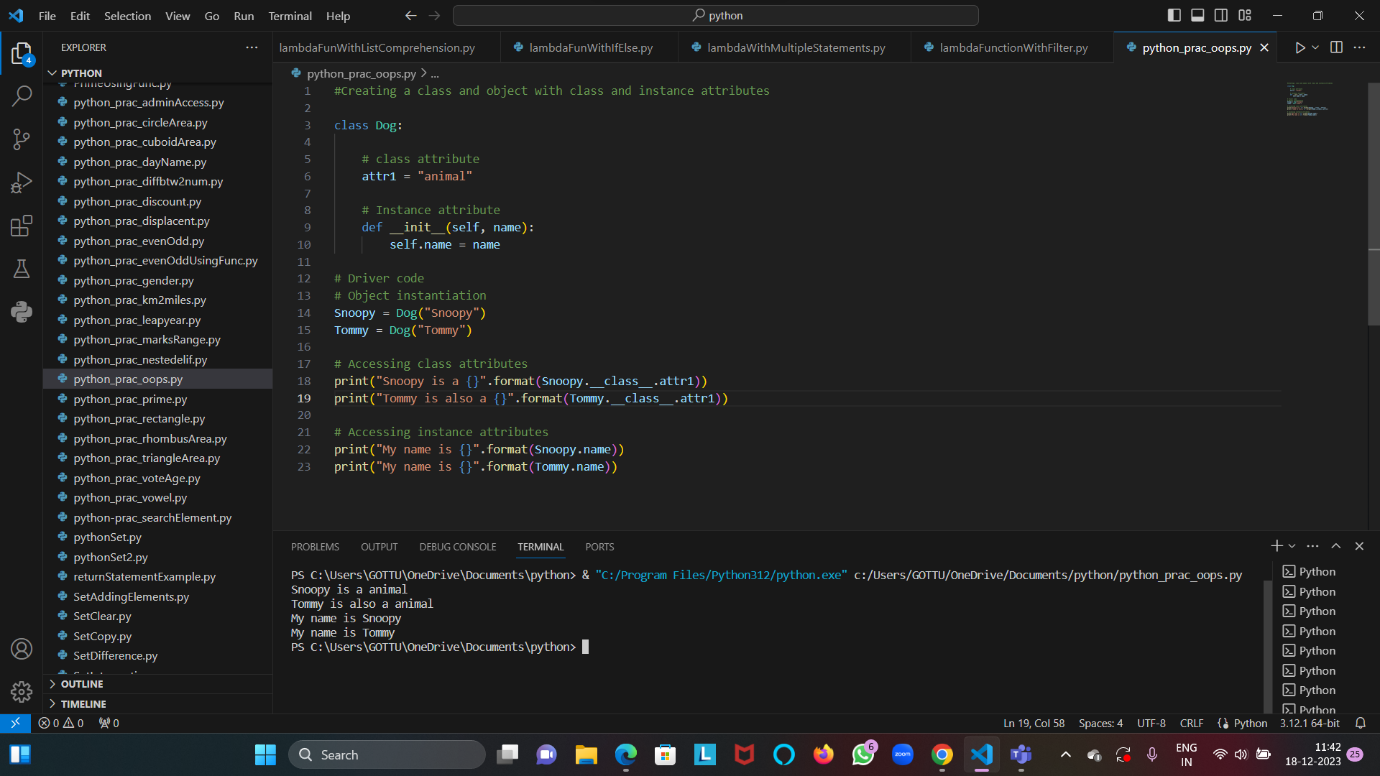 File Edit Selection View Go Run Terminal Help
python
EXPLORER
4
PYTHON
PrimeUsingFunc.py
python_prac_adminAccess.py
python_prac_circleArea.py
python_prac_cuboidArea.py
python_prac_dayName.py
python_prac_diffbtw2num.py
python_prac_discount.py
python_prac_displacent.py
python_prac_evenOdd.py
python_prac_evenOddUsingFunc.py
python_prac_gender.py
python_prac_km2miles.py
python_prac_leapyear.py
python_prac_marksRange.py
python_prac_nestedelif.py
python_prac_oops.py
python_prac_prime.py
python_prac_rectangle.py
python_prac_rhombusArea.py
python_prac_triangleArea.py
python_prac_voteAge.py
python_prac_vowel.py
python-prac_searchElement.py
pythonSet.py
pythonSet2.py
returnStatementExample.py
SetAddingElements.py
SetClear.py
SetCopy.py
SetDifference.py
OUTLINE
TIMELINE
lambdaFunWithListComprehension.py lambdaFunWithIfElse.py lambdaWithMultipleStatements.py lambdaFunctionWithFilter.py python_prac_oops.py
python_prac_oops.py > ...
1 #Creating a class and object with class and instance attributes
2
3 class Dog:
4
5 # class attribute
6 attr1 = "animal"
7
8 # Instance attribute
9 def __init__(self, name):
10 self.name = name
11
12 # Driver code
13 # Object instantiation
14 Snoopy = Dog("Snoopy")
15 Tommy = Dog("Tommy")
16
17 # Accessing class attributes
18 print("Snoopy is a {}".format(Snoopy.__class__.attr1))
19 print("Tommy is also a {}".format(Tommy.__class__.attr1))
20
21 # Accessing instance attributes
22 print("My name is {}".format(Snoopy.name))
23 print("My name is {}".format(Tommy.name))
PROBLEMS OUTPUT DEBUG CONSOLE TERMINAL PORTS
PS C:\Users\GOTTU\OneDrive\Documents\python> & "C:/Program Files/Python312/python.exe" c:/Users/GOTTU/OneDrive/Documents/python/python_prac_oops.py
Snoopy is a animal
Tommy is also a animal
My name is Snoopy
My name is Tommy
PS C:\Users\GOTTU\OneDrive\Documents\python>
Python
Python
Python
Python
Python
Python
Python
Python
0 0 0 Ln 19, Col 58 Spaces: 4 UTF-8 CRLF Python 3.12.1 64-bit
Search
L
6
zoom
ENG
IN
11:42
18-12-2023
25